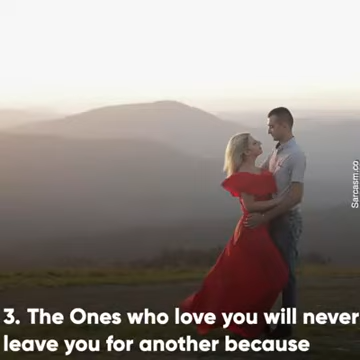 Sarcasm.co
3. The Ones who love you will never
leave you for another because